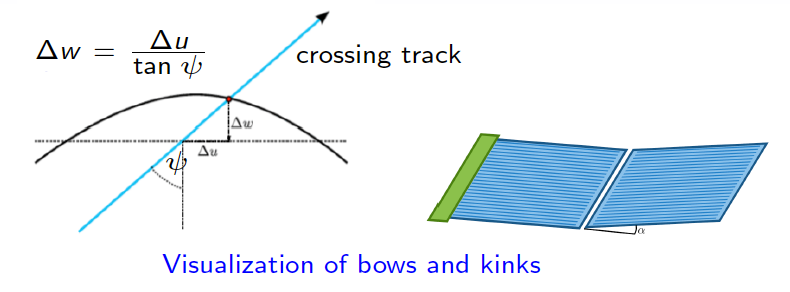 Δw = Δu / tan ψ
crossing track
Δw
Δu
ψ
α
Visualization of bows and kinks